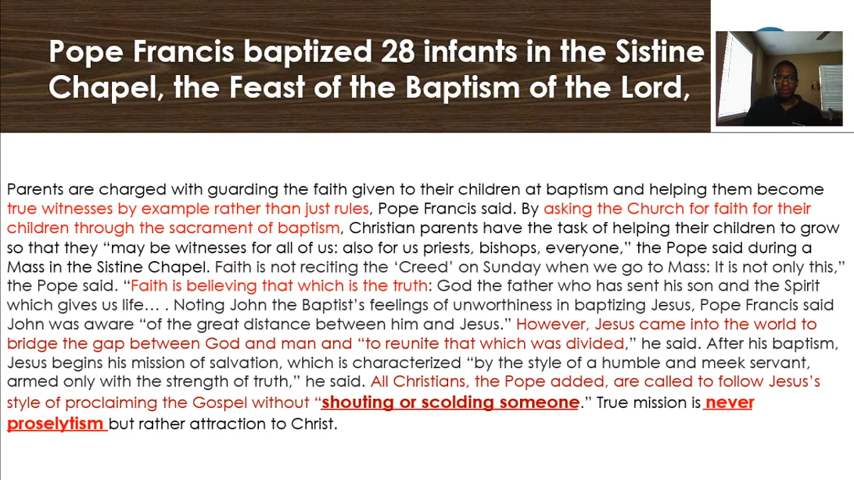 Pope Francis baptized 28 infants in the Sistine
Chapel, the Feast of the Baptism of the Lord,
Parents are charged with guarding the faith given to their children at baptism and helping them become
true witnesses by example rather than just rules, Pope Francis said. By asking the Church for faith for their
children through the sacrament of baptism, Christian parents have the task of helping their children to grow
so that they “may be witnesses for all of us: also for us priests, bishops, everyone,” the Pope said during a
Mass in the Sistine Chapel. Faith is not reciting the ‘Creed’ on Sunday when we go to Mass: It is not only this,”
the Pope said. “Faith is believing that which is the truth: God the father who has sent his son and the Spirit
which gives us life… . Noting John the Baptist’s feelings of unworthiness in baptizing Jesus, Pope Francis said
John was aware “of the great distance between him and Jesus.” However, Jesus came into the world to
bridge the gap between God and man and “to reunite that which was divided,” he said. After his baptism,
Jesus begins his mission of salvation, which is characterized “by the style of a humble and meek servant,
armed only with the strength of truth,” he said. All Christians, the Pope added, are called to follow Jesus’s
style of proclaiming the Gospel without “shouting or scolding someone.” True mission is never
proselytism but rather attraction to Christ.